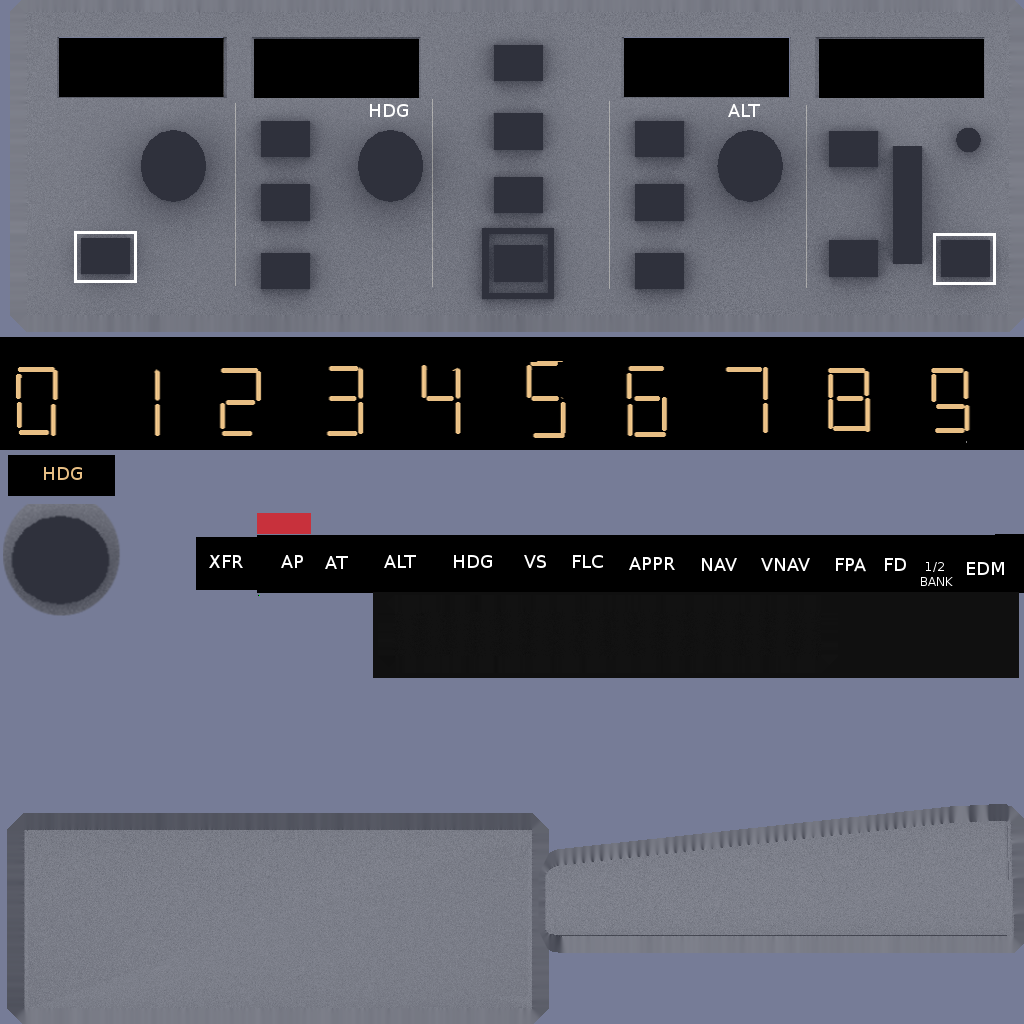 HDG ALT
0 1 2 3 4 5 6 7 8 9
HDG
XFR AP AT ALT HDG VS FLC APPR NAV VNAV FPA FD 1/2 EDM
BANK